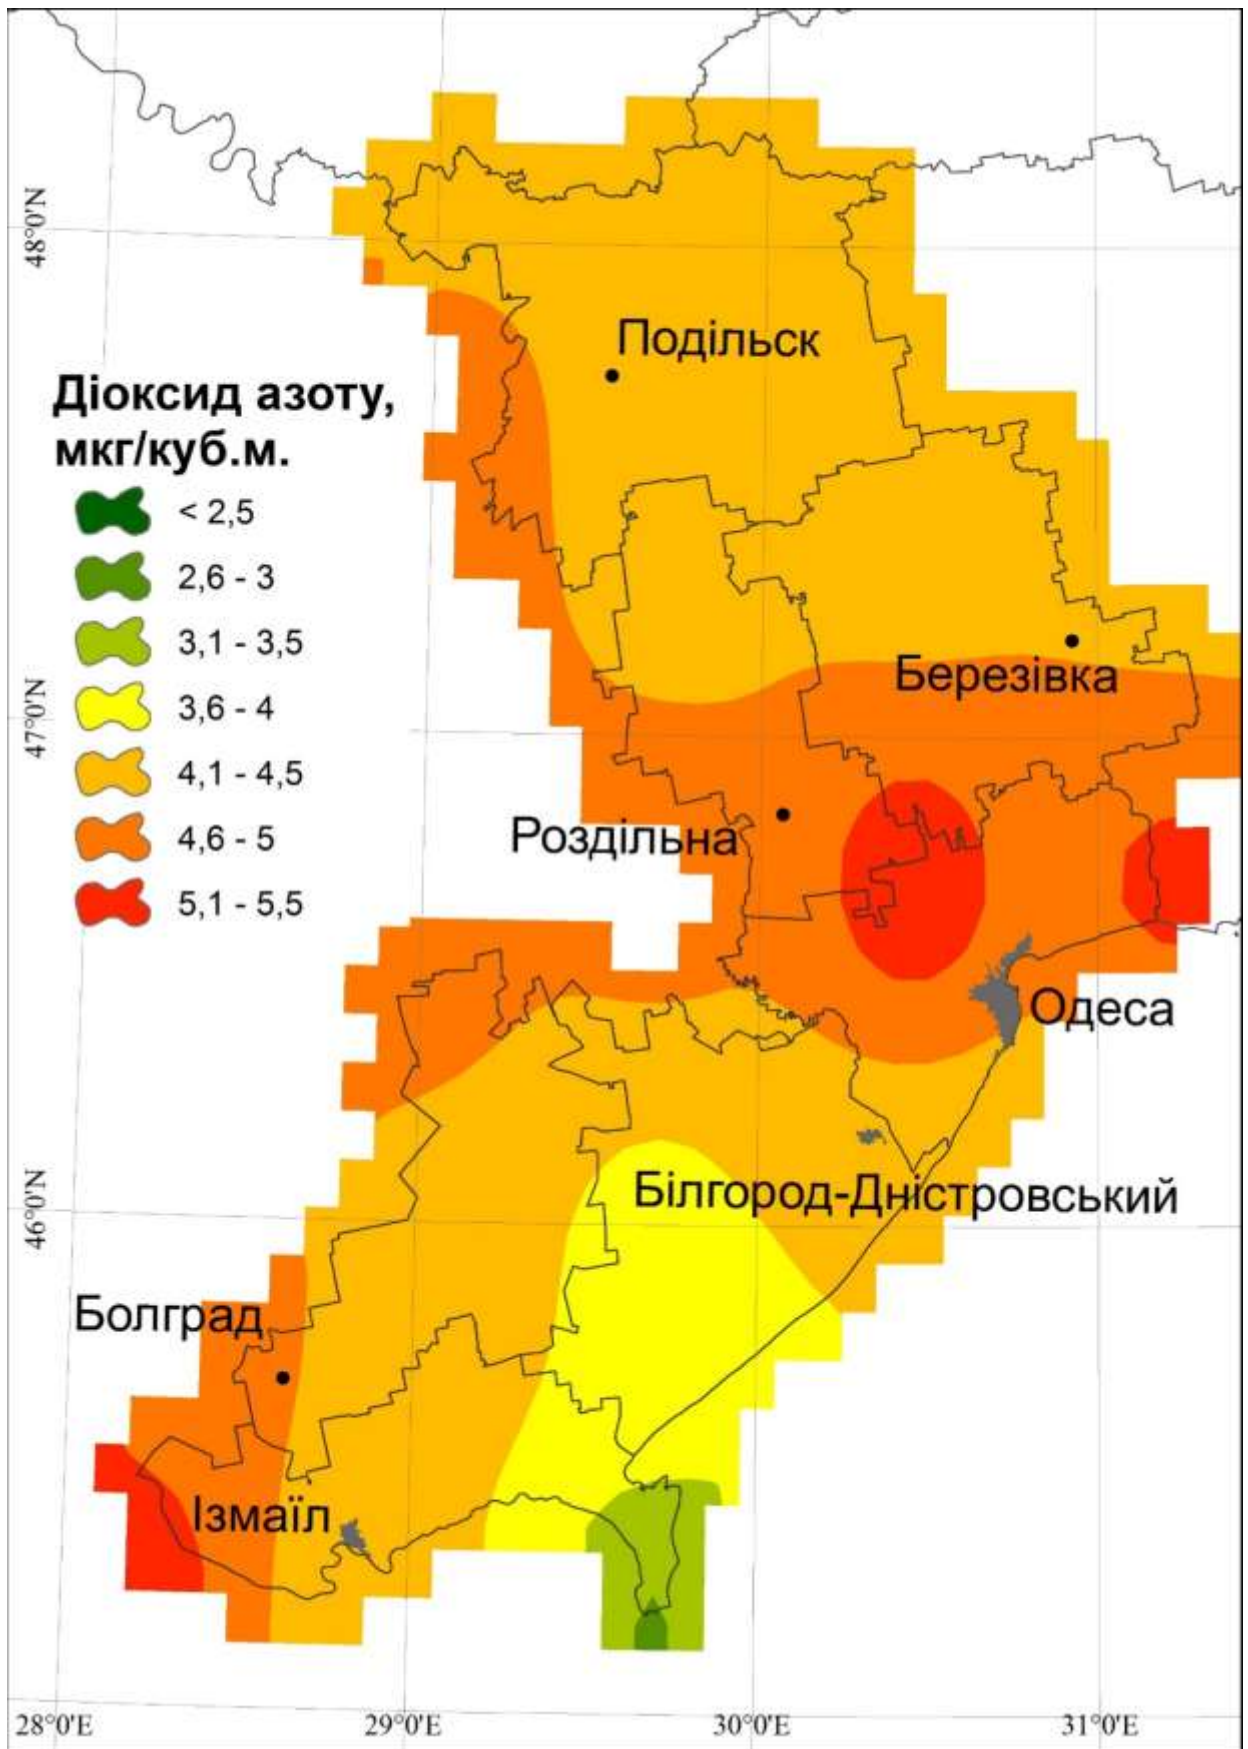 48°0'N
Подільск
Діоксид азоту,
мкг/куб.м.
< 2,5
2,6 - 3
3,1 - 3,5
3,6 - 4
4,1 - 4,5
4,6 - 5
5,1 - 5,5
47°0'N
Березівка
Роздільна
Одеса
46°0'N
Білгород-Дністровський
Болград
Ізмаїл
28°0'E
29°0'E
30°0'E
31°0'E